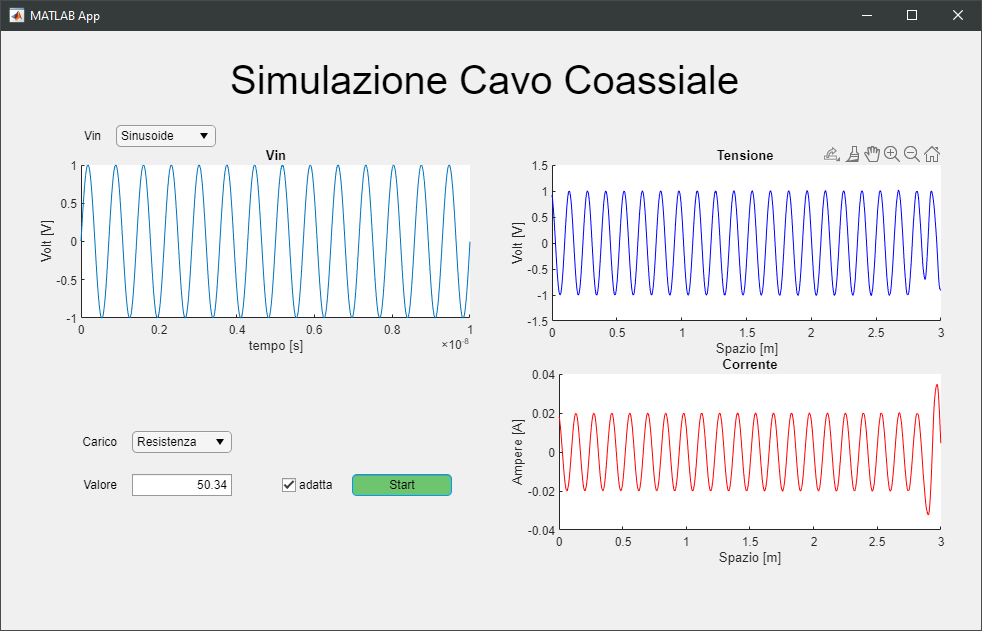 MATLAB App
Simulazione Cavo Coassiale
Vin Sinusoide
Vin
1
0.5
0
-0.5
-1
Volt [V]
0 0.2 0.4 0.6 0.8 1
tempo [s]
×10⁻⁸
Tensione
1.5
1
0.5
0
-0.5
-1
-1.5
Volt [V]
0 0.5 1 1.5 2 2.5 3
Spazio [m]
Corrente
0.04
0.02
0
-0.02
-0.04
Ampere [A]
0 0.5 1 1.5 2 2.5 3
Spazio [m]
Carico Resistenza
Valore 50.34 adatta Start